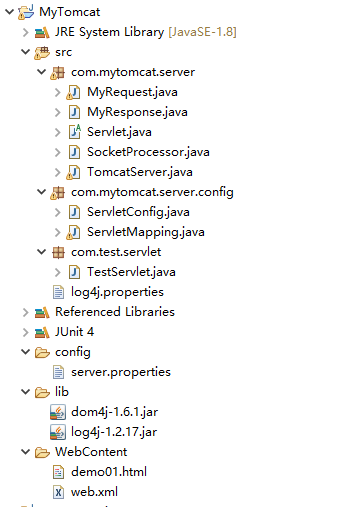 MyTomcat
JRE System Library [JavaSE-1.8]
src
com.mytomcat.server
MyRequest.java
MyResponse.java
Servlet.java
SocketProcessor.java
TomcatServer.java
com.mytomcat.server.config
ServletConfig.java
ServletMapping.java
com.test.servlet
TestServlet.java
log4j.properties
Referenced Libraries
JUnit 4
config
server.properties
lib
dom4j-1.6.1.jar
log4j-1.2.17.jar
WebContent
demo01.html
web.xml